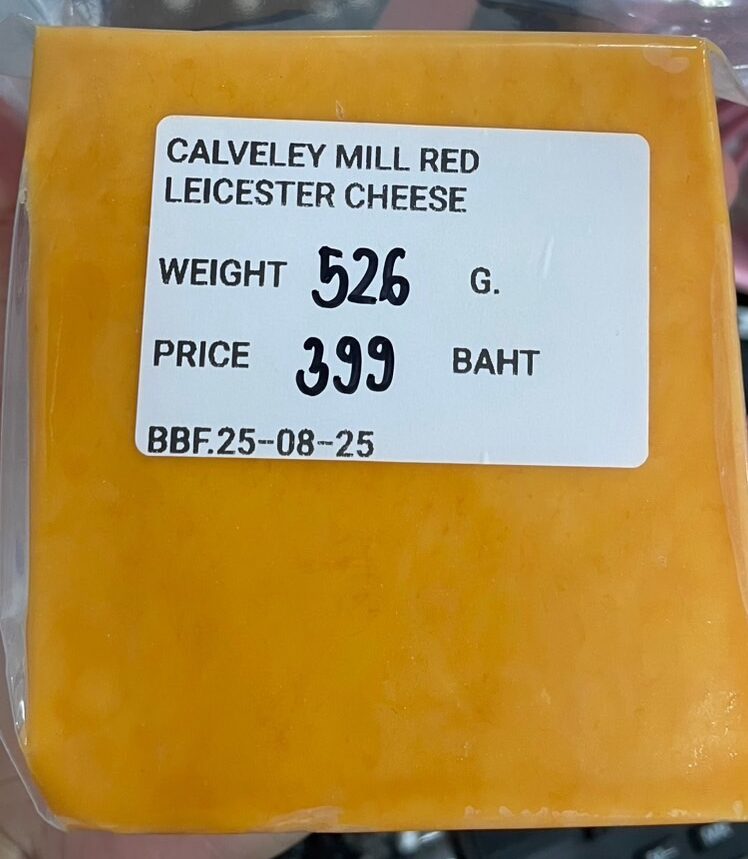 CALVELEY MILL RED
LEICESTER CHEESE
WEIGHT 526 G.
PRICE 399 BAHT
BBF.25-08-25